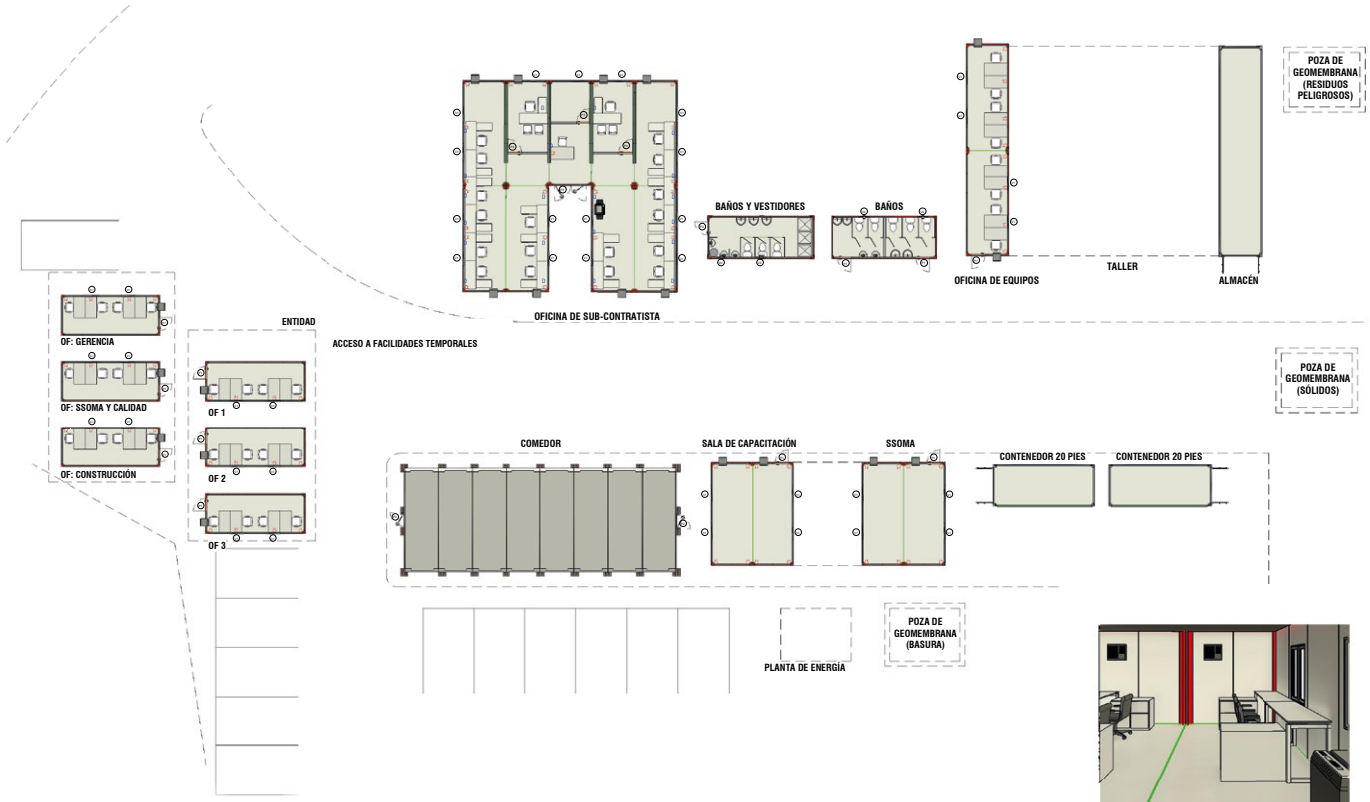 POZA DE
GEOMEMBRANA
(RESIDUOS
PELIGROSOS)
BAÑOS Y VESTIDORES
BAÑOS
OFICINA DE EQUIPOS
TALLER
ALMACÉN
OFICINA DE SUB-CONTRATISTA
ENTIDAD
ACCESO A FACILIDADES TEMPORALES
OF: GERENCIA
OF: SSOMA Y CALIDAD
OF: CONSTRUCCIÓN
OF 1
OF 2
OF 3
POZA DE
GEOMEMBRANA
(SÓLIDOS)
COMEDOR
SALA DE CAPACITACIÓN
SSOMA
CONTENEDOR 20 PIES
CONTENEDOR 20 PIES
PLANTA DE ENERGÍA
POZA DE
GEOMEMBRANA
(BASURA)